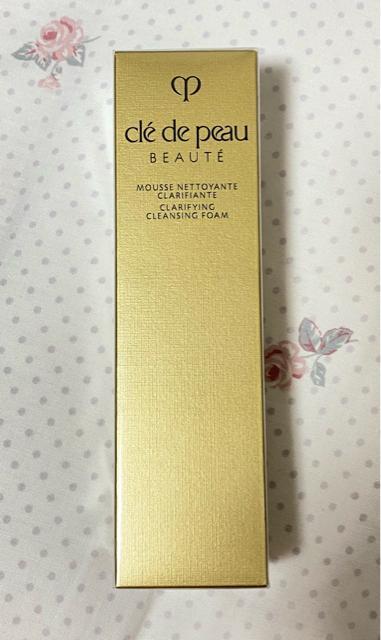 clé de peau
BEAUTÉ
MOUSSE NETTOYANTE
CLARIFIANTE
CLARIFYING
CLEANSING FOAM